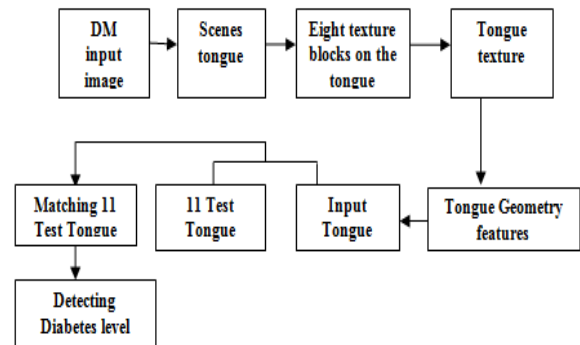 DM
input
image
Scenes
tongue
Eight texture
blocks on the
tongue
Tongue
texture
Matching 11
Test Tongue
11 Test
Tongue
Input
Tongue
Tongue Geometry
features
Detecting
Diabetes level